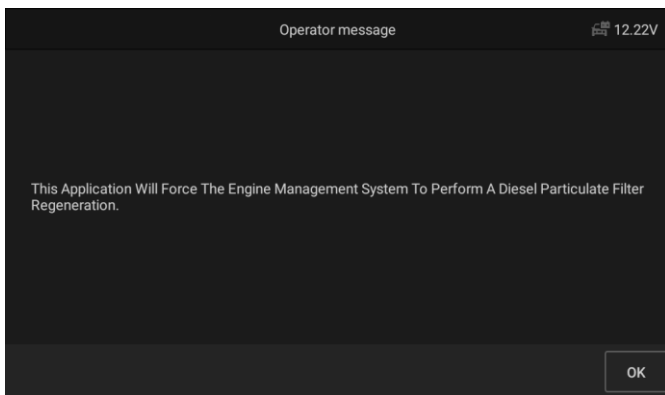 Operator message
12.22V
This Application Will Force The Engine Management System To Perform A Diesel Particulate Filter
Regeneration.
OK